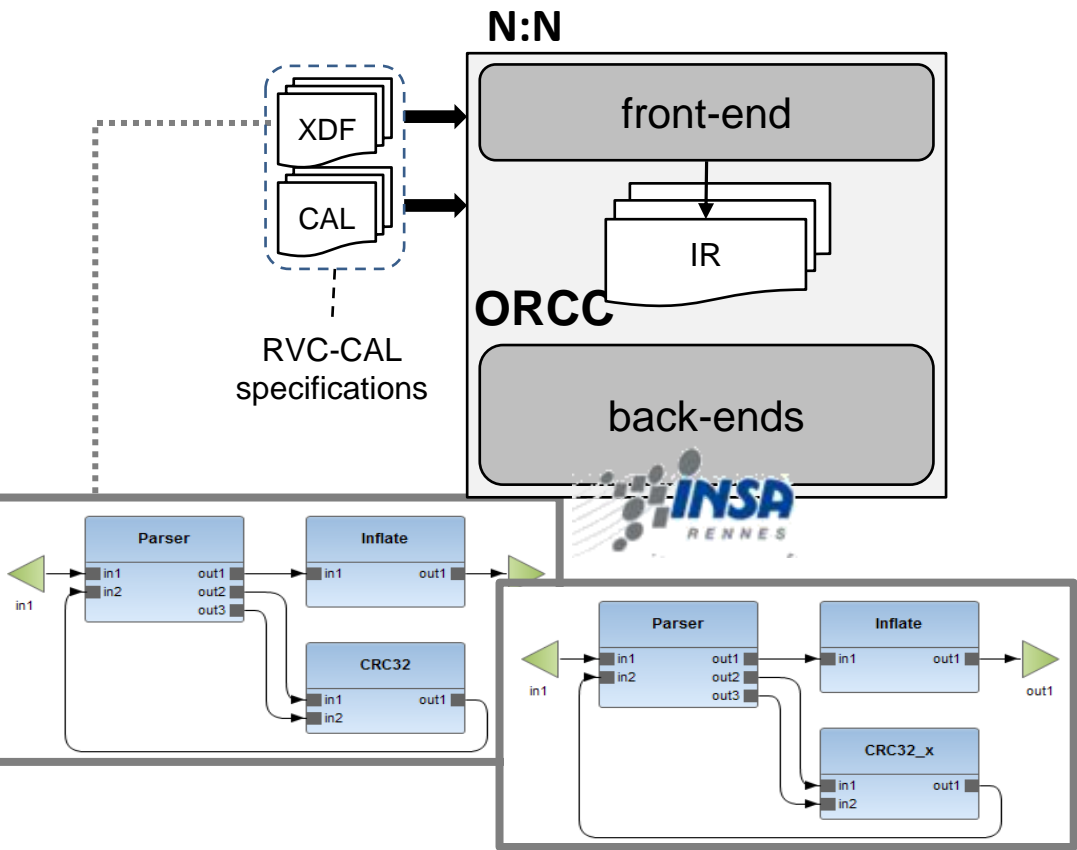 N:N
front-end
XDF
CAL
IR
ORCC
RVC-CAL
specifications
back-ends
INSA
RENNES
Parser
in1
in2
out1
out2
out3
Inflate
in1
out1
in1
CRC32
in1
in2
out1
Parser
in1
in2
out1
out2
out3
Inflate
in1
out1
in1
out1
CRC32_x
in1
in2
out1